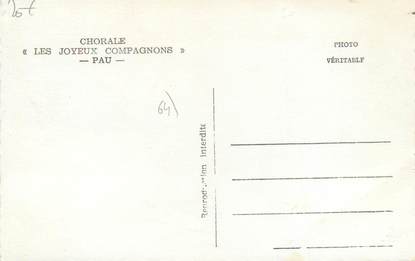 CHORALE
« LES JOYEUX COMPAGNONS »
— PAU —
PHOTO
VÉRITABLE
64)
Reproduction interdite